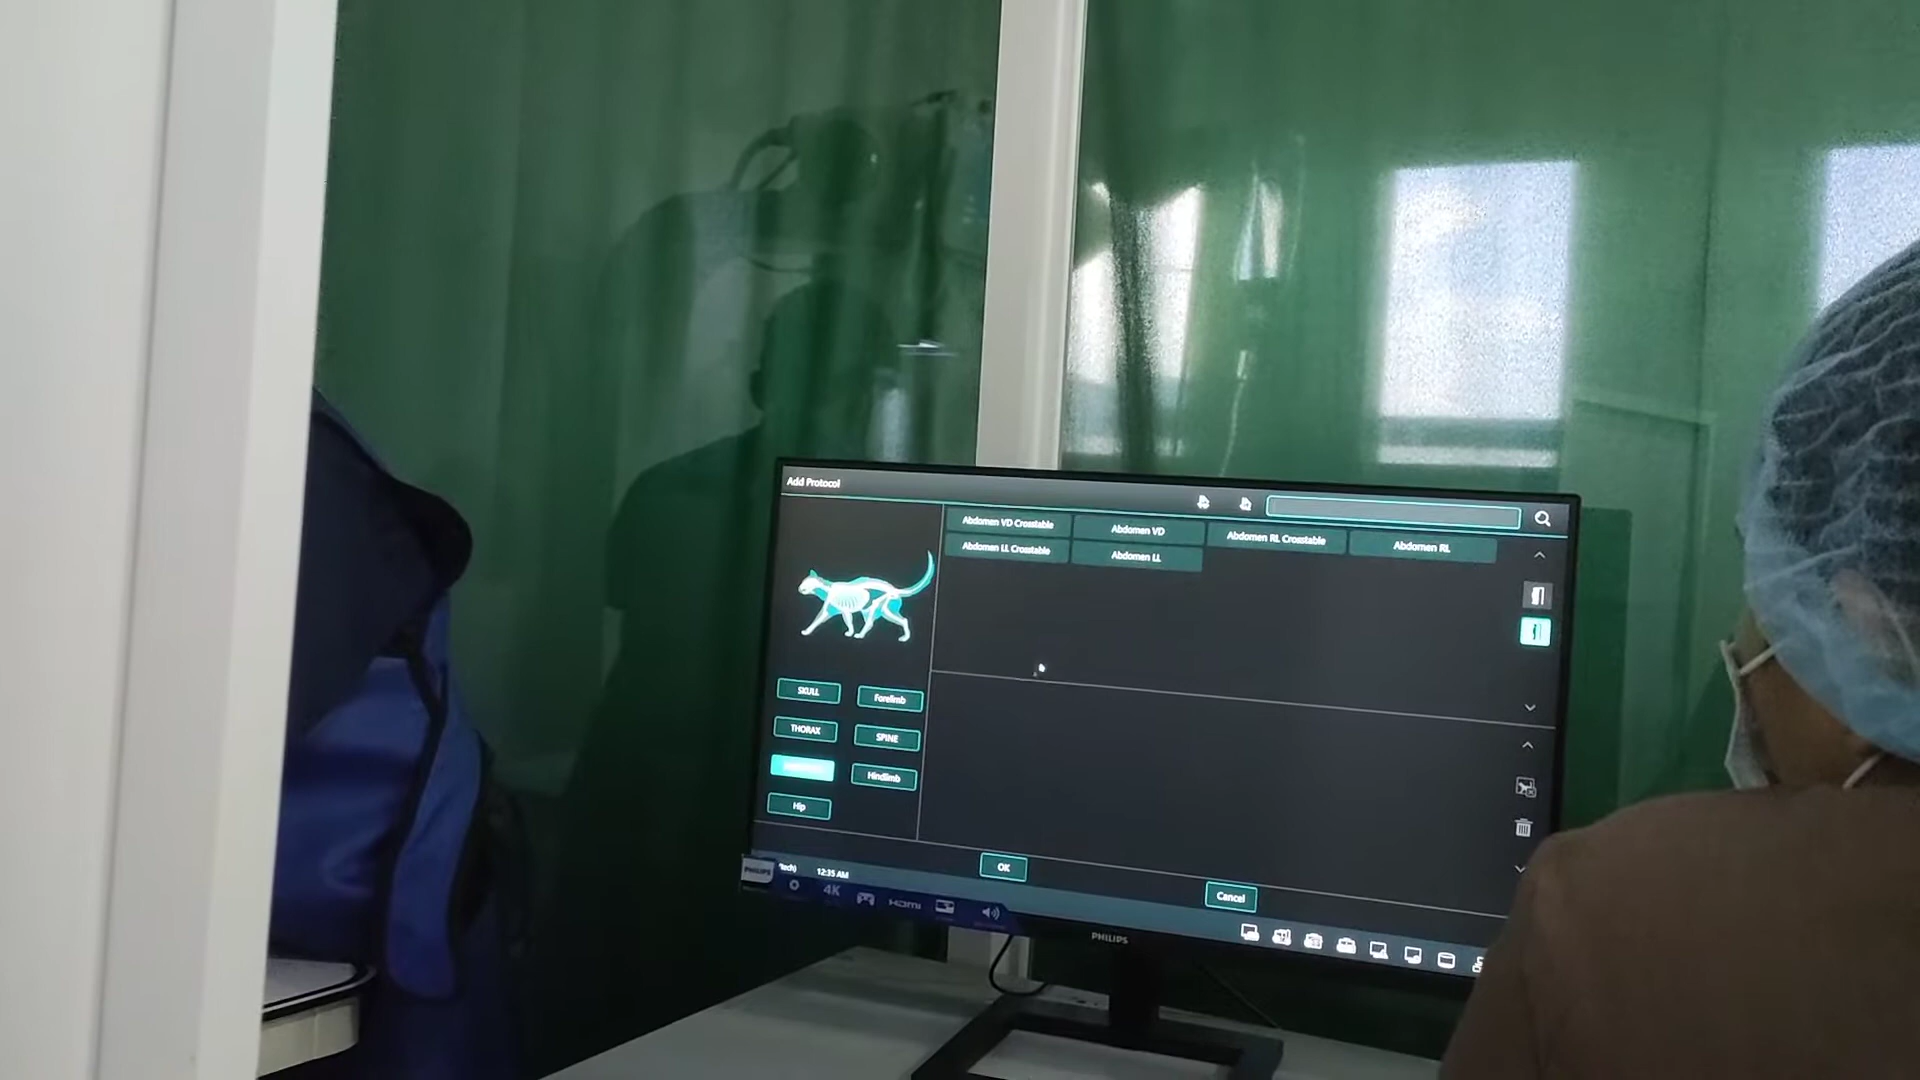 Add Protocol
Abdomen VD Crosstable
Abdomen VD
Abdomen RL Crosstable
Abdomen RL
Abdomen LL Crosstable
Abdomen LL
SKULL
Forelimb
THORAX
SPINE
Hindlimb
Hip
OK
Cancel
12:35 AM
PHILIPS
4K
HDMI
PHILIPS